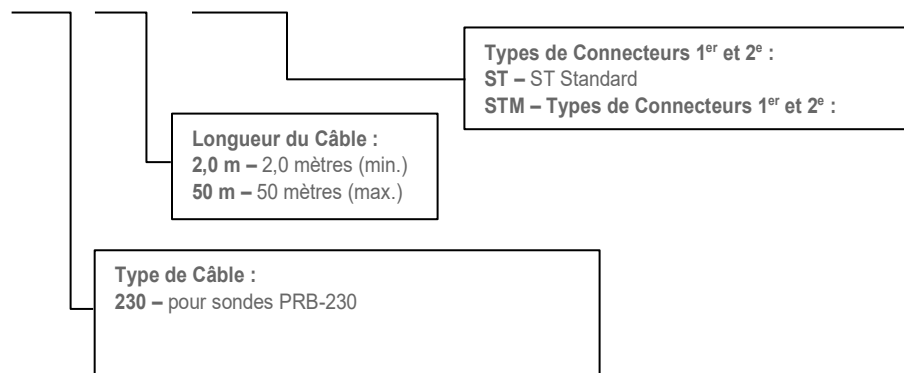 Types de Connecteurs 1er et 2e :
ST – ST Standard
STM – Types de Connecteurs 1er et 2e :
Longueur du Câble :
2,0 m – 2,0 mètres (min.)
50 m – 50 mètres (max.)
Type de Câble :
230 – pour sondes PRB-230